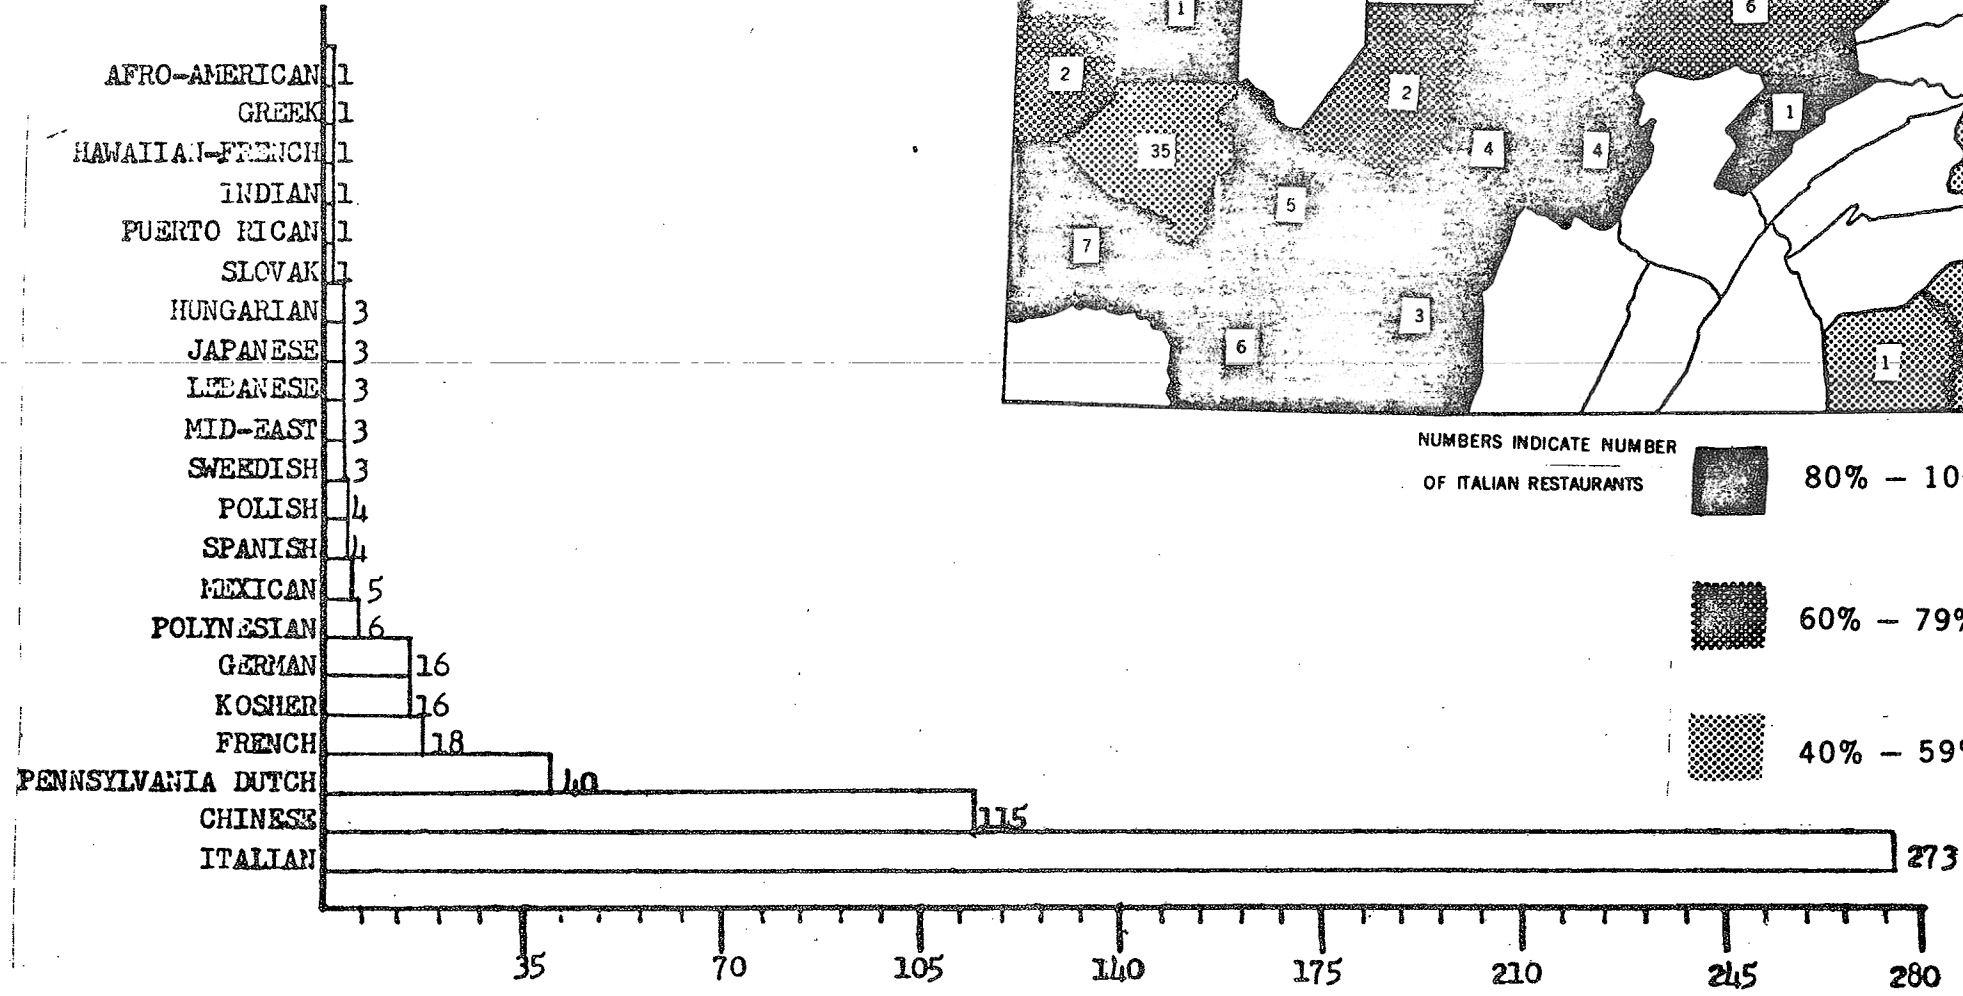 AFRO-AMERICAN 1
GREEK 1
HAWAIIAN-FRENCH 1
INDIAN 1
PUERTO RICAN 1
SLOVAK 1
HUNGARIAN 3
JAPANESE 3
LEBANESE 3
MID-EAST 3
SWEEDISH 3
POLISH 4
SPANISH 4
MEXICAN 5
POLYNESIAN 6
GERMAN 16
KOSHER 16
FRENCH 18
PENNSYLVANIA DUTCH 40
CHINESE 115
ITALIAN 273
35 70 105 140 175 210 245 280
1
6
2
2
1
35
4
4
5
7
3
6
1
NUMBERS INDICATE NUMBER
OF ITALIAN RESTAURANTS
80% — 10
60% — 79%
40% — 59%